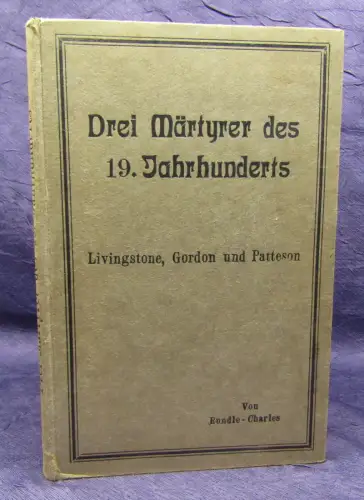 Drei Märtyrer des
19. Jahrhunderts
Livingstone, Gordon und Patteson
Von
Rundle-Charles